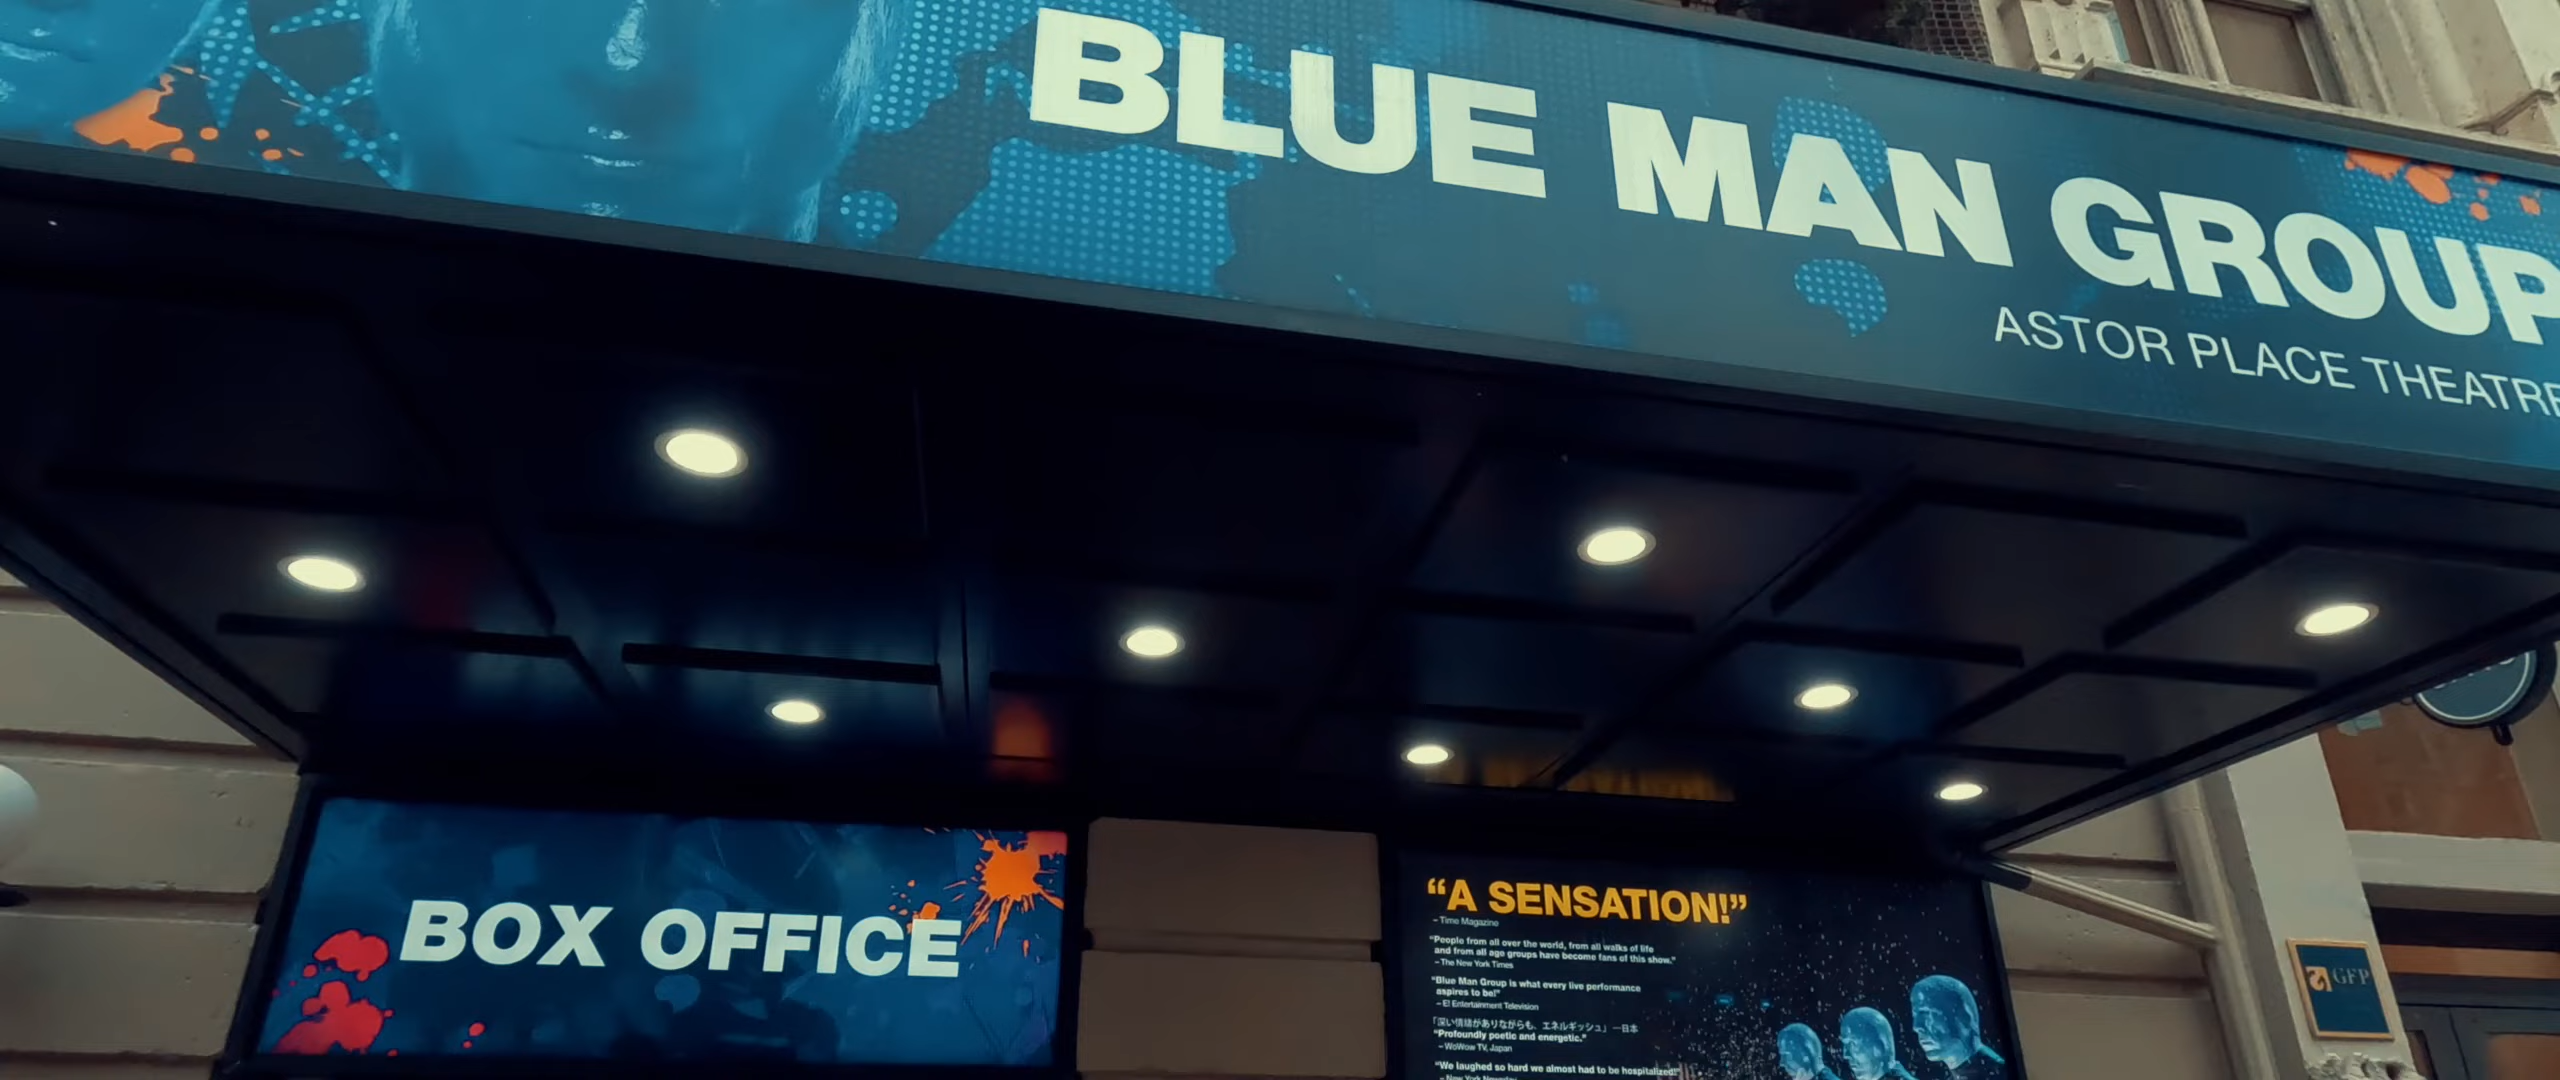 BLUE MAN GROUP
ASTOR PLACE THEATRE
BOX OFFICE
“A SENSATION!”
– Time Magazine
“People from all over the world, from all walks of life
and from all age groups have become fans of this show.”
– The New York Times
“Blue Man Group is what every live performance
aspires to be!”
– E! Entertainment Television
「深い情緒がありながらも、エネルギッシュ」 —日本
“Profoundly poetic and energetic.”
– WoWow TV, Japan
“We laughed so hard we almost had to be hospitalized!”
– New York Newsday
GFP